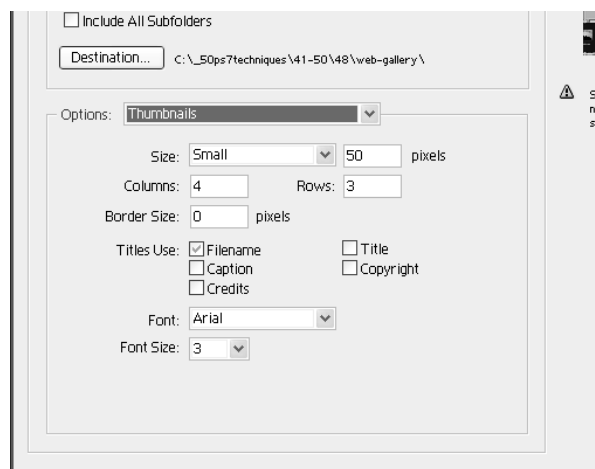 Include All Subfolders
Destination... C:\_50ps7techniques\41-50\48\web-gallery\
Options: Thumbnails
Size: Small 50 pixels
Columns: 4 Rows: 3
Border Size: 0 pixels
Titles Use: Filename Title
Caption Copyright
Credits
Font: Arial
Font Size: 3